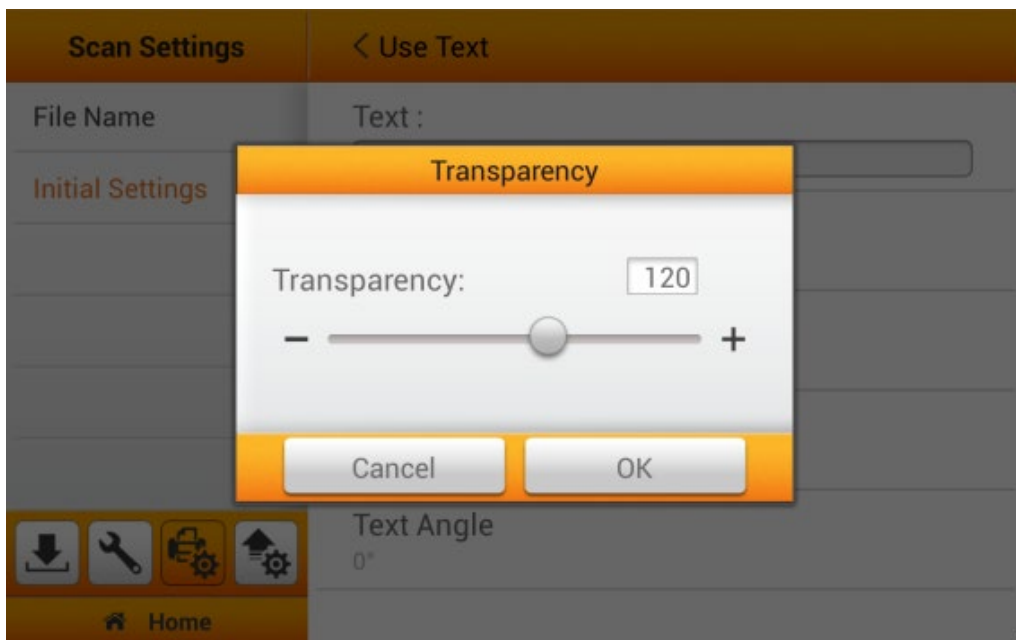 Scan Settings
< Use Text
File Name
Initial Settings
Text :
Transparency
Transparency:
120
− +
Cancel
OK
Text Angle
0°
Home